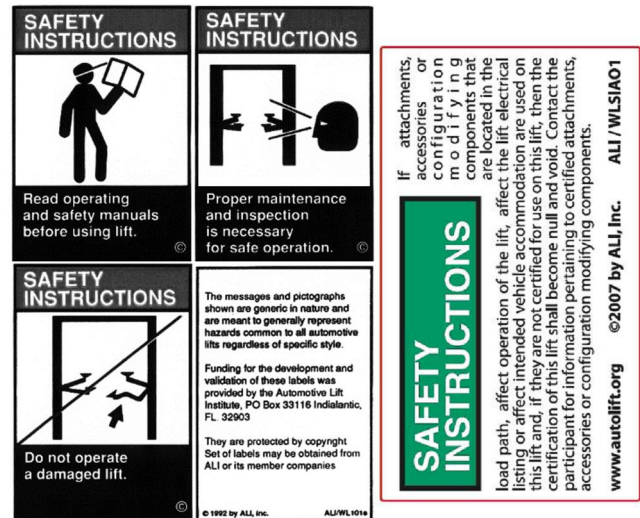 SAFETY
INSTRUCTIONS
Read operating
and safety manuals
before using lift.
©
SAFETY
INSTRUCTIONS
Proper maintenance
and inspection
is necessary
for safe operation.
©
SAFETY
INSTRUCTIONS
Do not operate
a damaged lift.
©
The messages and pictographs
shown are generic in nature and
are meant to generally represent
hazards common to all automotive
lifts regardless of specific style.
Funding for the development and
validation of these labels was
provided by the Automotive Lift
Institute, PO Box 33116 Indialantic,
FL. 32903
They are protected by copyright
Set of labels may be obtained from
ALI or its member companies
© 1992 by ALI, Inc. ALI/WL101s
SAFETY
INSTRUCTIONS
If attachments,
accessories or
configuration
modifying
components that
are located in the
load path, affect operation of the lift, affect the lift electrical
listing or affect intended vehicle accommodation are used on
this lift and, if they are not certified for use on this lift, then the
certification of this lift shall become null and void. Contact the
participant for information pertaining to certified attachments,
accessories or configuration modifying components.
www.autolift.org ©2007 by ALI, Inc. ALI / WLSIA01